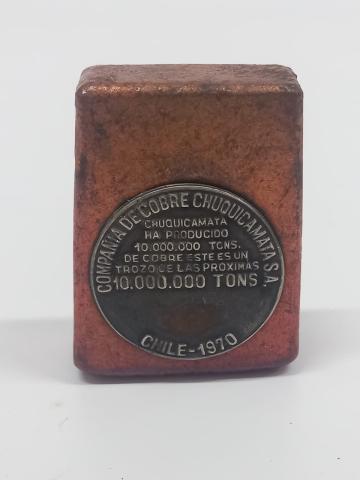 COMPAÑIA DE COBRE CHUQUICAMATA S.A.
CHUQUICAMATA
HA PRODUCIDO
10.000.000 TONS.
DE COBRE ESTE ES UN
TROZO DE LAS PROXIMAS
10.000.000 TONS
CHILE-1970